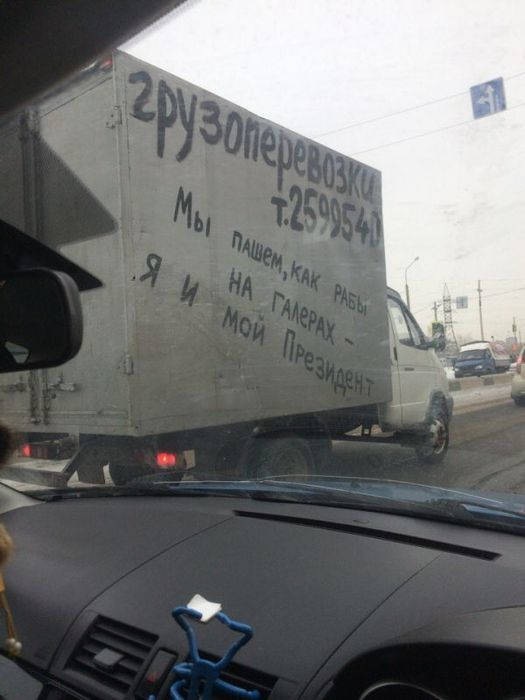 грузоперевозки
т.2599540
Мы пашем, как рабы
на галерах –
Я и мой Президент